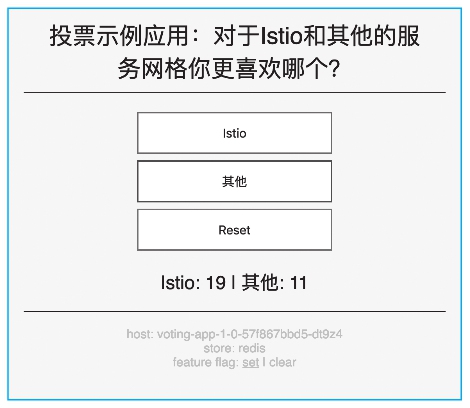 投票示例应用：对于Istio和其他的服
务网格你更喜欢哪个？
Istio
其他
Reset
Istio: 19 | 其他: 11
host: voting-app-1-0-57f867bbd5-dt9z4
store: redis
feature flag: set | clear